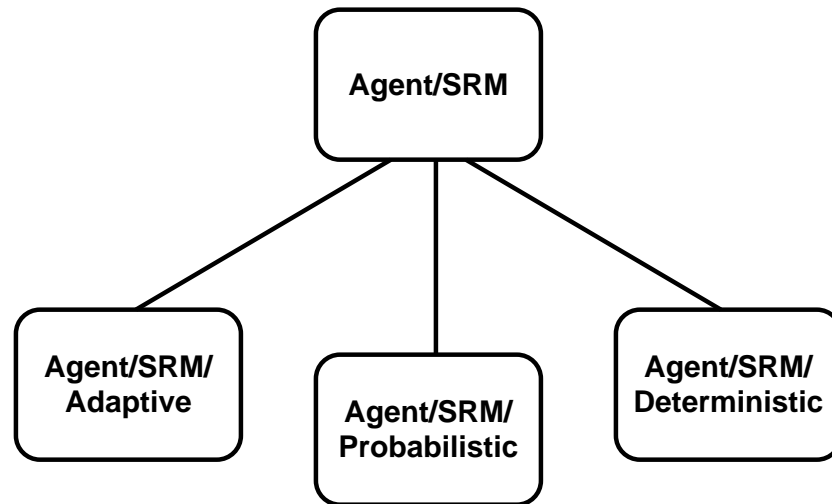 Agent/SRM
Agent/SRM/
Adaptive
Agent/SRM/
Probabilistic
Agent/SRM/
Deterministic